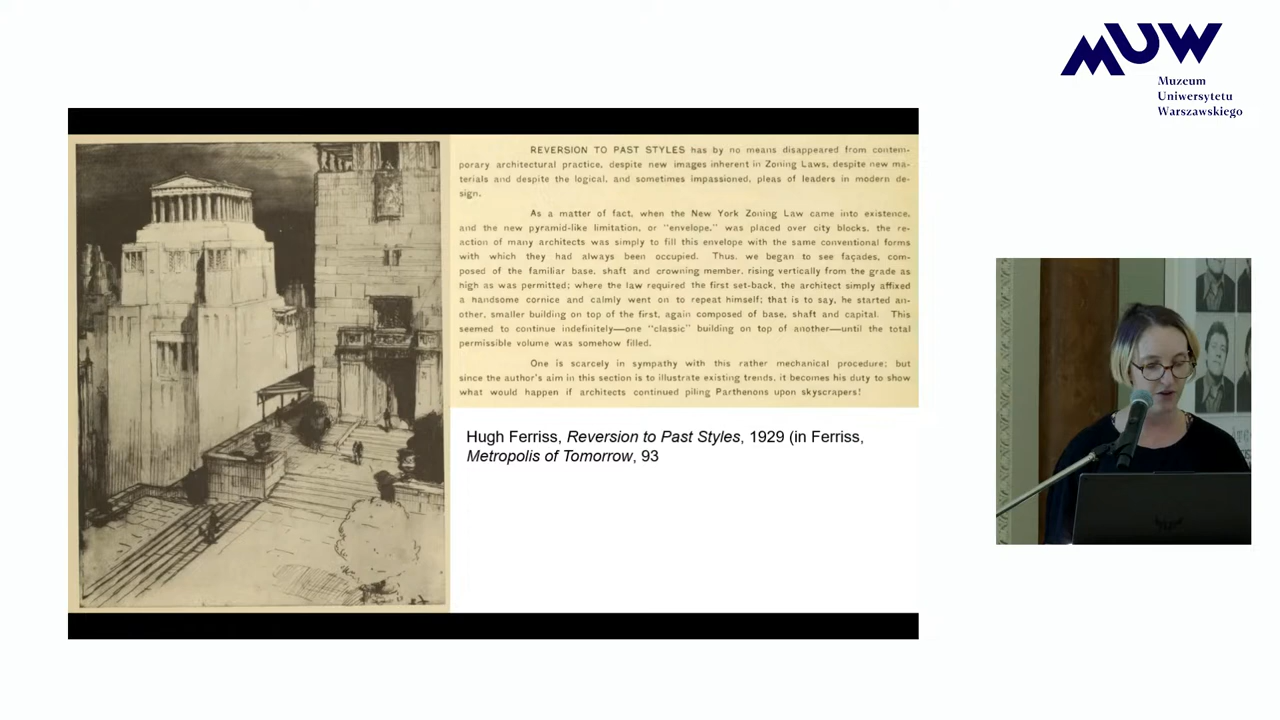 MUW
Muzeum
Uniwersytetu
Warszawskiego
REVERSION TO PAST STYLES has by no means disappeared from contem-
porary architectural practice, despite new images inherent in Zoning Laws, despite new ma-
terials and despite the logical, and sometimes impassioned, pleas of leaders in modern de-
sign.
As a matter of fact, when the New York Zoning Law came into existence,
and the new pyramid-like limitation, or "envelope," was placed over city blocks, the re-
action of many architects was simply to fill this envelope with the same conventional forms
with which they had always been occupied. Thus, we began to see façades, com-
posed of the familiar base, shaft and crowning member, rising vertically from the grade as
high as was permitted; where the law required the first set-back, the architect simply affixed
a handsome cornice and calmly went on to repeat himself; that is to say, he started an-
other, smaller building on top of the first, again composed of base, shaft and capital. This
seemed to continue indefinitely—one "classic" building on top of another—until the total
permissible volume was somehow filled.
One is scarcely in sympathy with this rather mechanical procedure; but
since the author's aim in this section is to illustrate existing trends, it becomes his duty to show
what would happen if architects continued piling Parthenons upon skyscrapers!
Hugh Ferriss, Reversion to Past Styles, 1929 (in Ferriss,
Metropolis of Tomorrow, 93